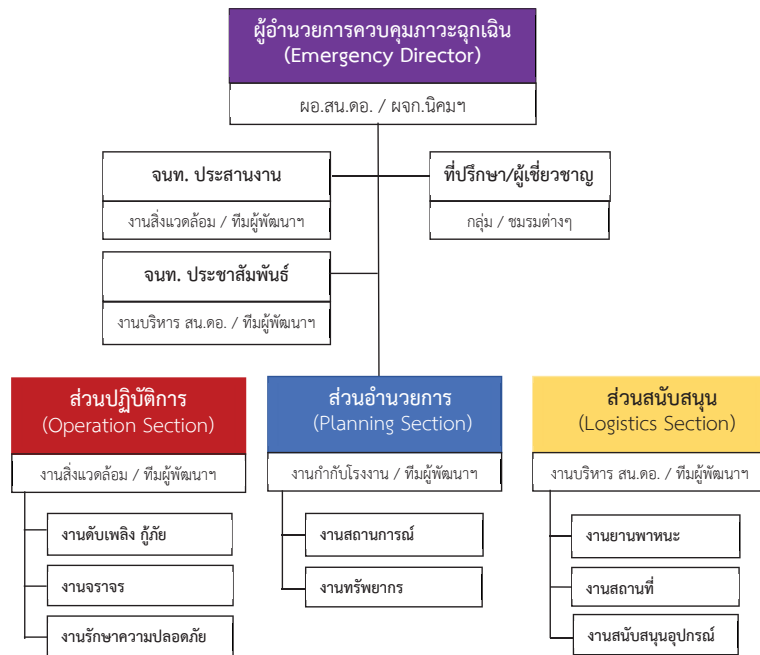 ผู้อำนวยการควบคุมภาวะฉุกเฉิน
(Emergency Director)
ผอ.สน.ดอ. / ผจก.นิคมฯ
จนท. ประสานงาน
งานสิ่งแวดล้อม / ทีมผู้พัฒนาฯ
ที่ปรึกษา/ผู้เชี่ยวชาญ
กลุ่ม / ชมรมต่างๆ
จนท. ประชาสัมพันธ์
งานบริหาร สน.ดอ. / ทีมผู้พัฒนาฯ
ส่วนปฏิบัติการ
(Operation Section)
งานสิ่งแวดล้อม / ทีมผู้พัฒนาฯ
งานดับเพลิง กู้ภัย
งานจราจร
งานรักษาความปลอดภัย
ส่วนอำนวยการ
(Planning Section)
งานกำกับโรงงาน / ทีมผู้พัฒนาฯ
งานสถานการณ์
งานทรัพยากร
ส่วนสนับสนุน
(Logistics Section)
งานบริหาร สน.ดอ. / ทีมผู้พัฒนาฯ
งานยานพาหนะ
งานสถานที่
งานสนับสนุนอุปกรณ์